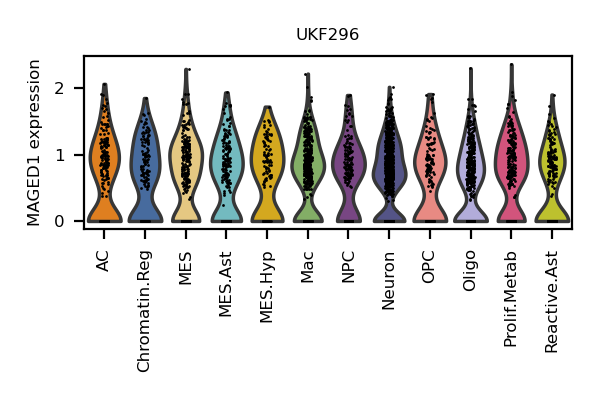 UKF296
MAGED1 expression
2
1
0
AC
Chromatin.Reg
MES
MES.Ast
MES.Hyp
Mac
NPC
Neuron
OPC
Oligo
Prolif.Metab
Reactive.Ast